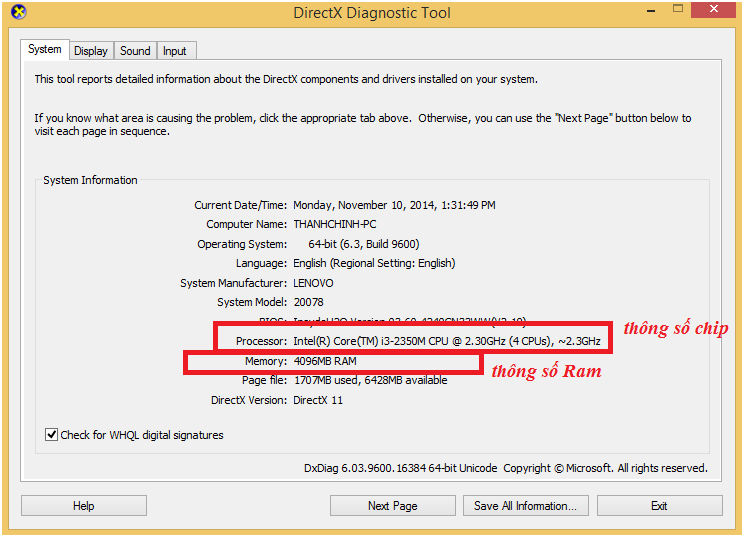 DirectX Diagnostic Tool
System Display Sound Input
This tool reports detailed information about the DirectX components and drivers installed on your system.
If you know what area is causing the problem, click the appropriate tab above. Otherwise, you can use the "Next Page" button below to
visit each page in sequence.
System Information
Current Date/Time: Monday, November 10, 2014, 1:31:49 PM
Computer Name: THANHCHINH-PC
Operating System: 64-bit (6.3, Build 9600)
Language: English (Regional Setting: English)
System Manufacturer: LENOVO
System Model: 20078
BIOS: InsydeH2O Version
Processor: Intel(R) Core(TM) i3-2350M CPU @ 2.30GHz (4 CPUs), ~2.3GHz
thông số chip
Memory: 4096MB RAM
thông số Ram
Page file: 1707MB used, 6428MB available
DirectX Version: DirectX 11
Check for WHQL digital signatures
DxDiag 6.03.9600.16384 64-bit Unicode Copyright © Microsoft. All rights reserved.
Help Next Page Save All Information... Exit